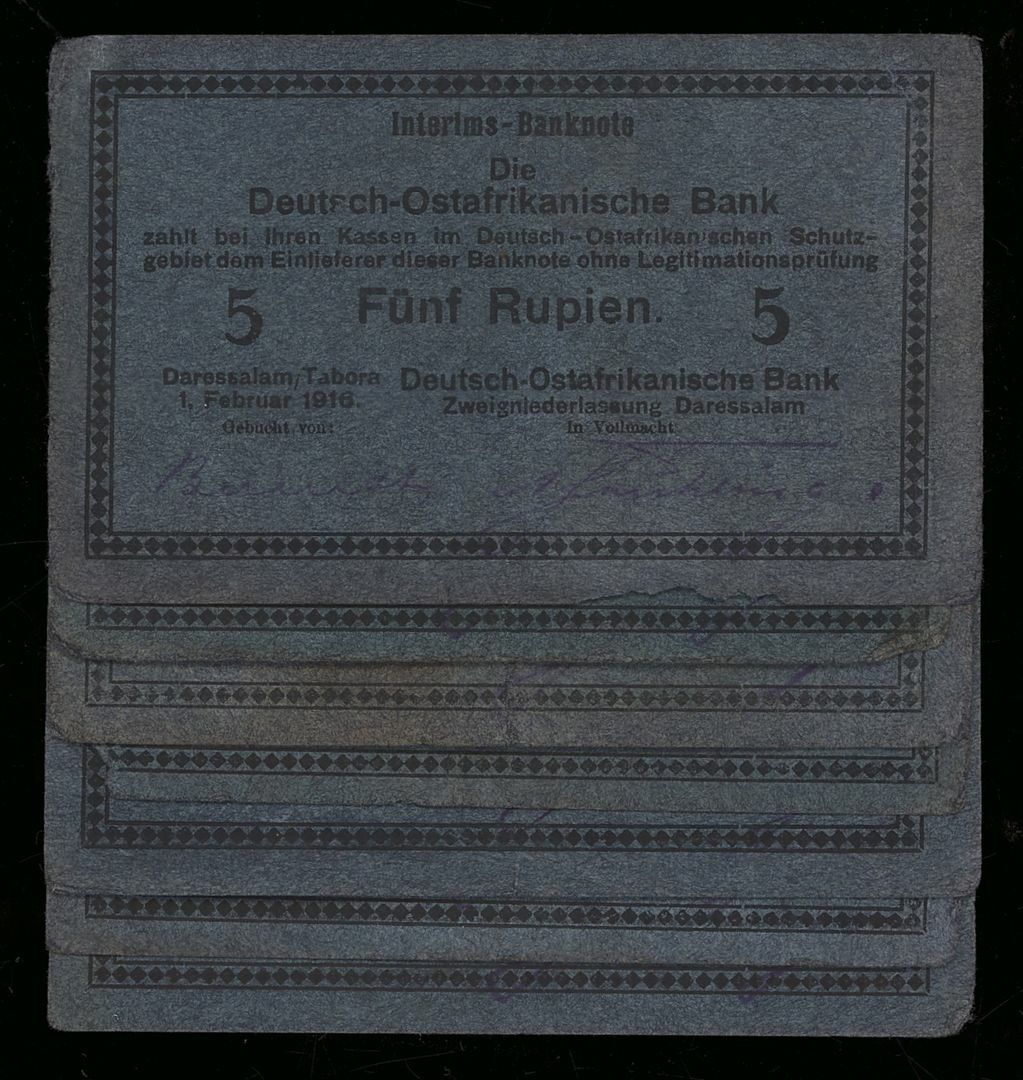 Interims-Banknote
Die
Deutsch-Ostafrikanische Bank
zahlt bei Ihren Kassen im Deutsch-Ostafrikanischen Schutz-
gebiet dem Einlieferer dieser Banknote ohne Legitimationsprüfung
5 Fünf Rupien. 5
Daressalam/Tabora
1. Februar 1916.
Gebucht von:
Deutsch-Ostafrikanische Bank
Zweigniederlassung Daressalam
In Vollmacht